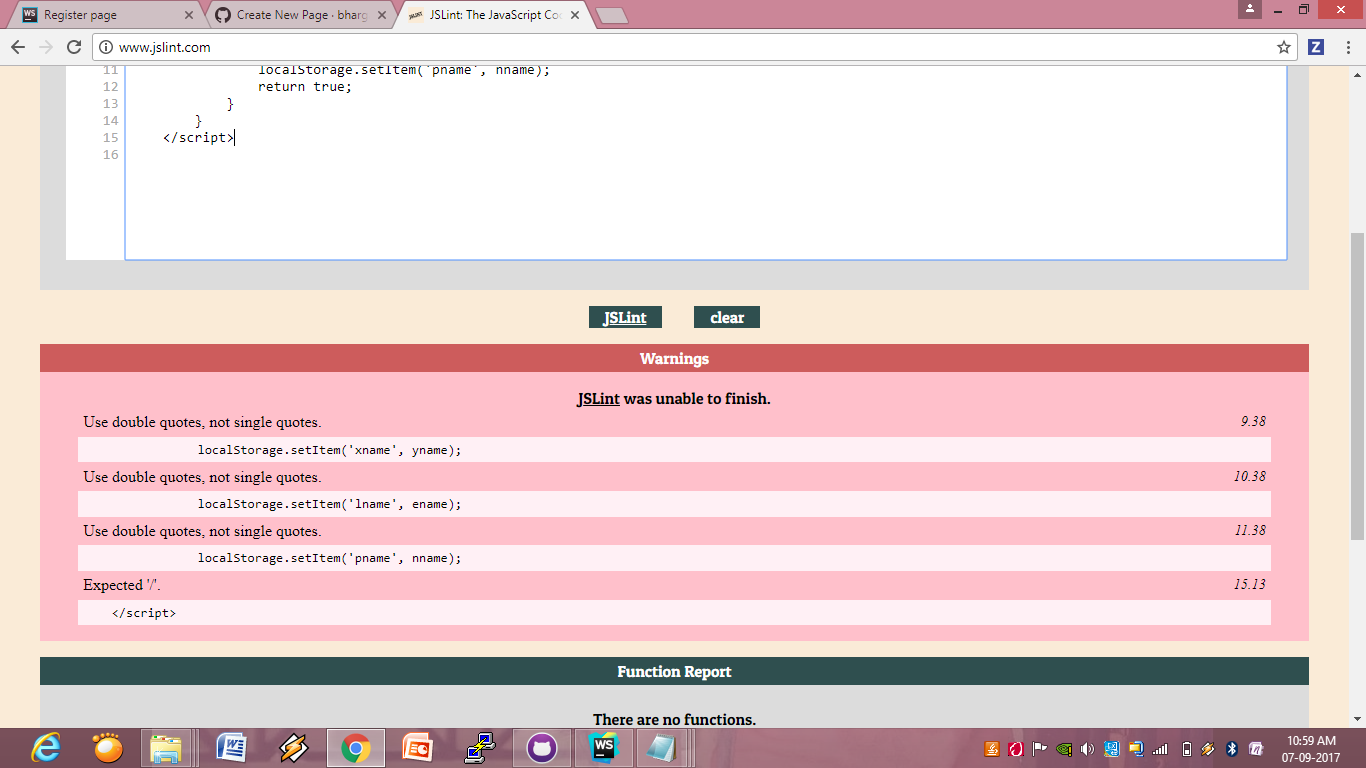 Register page
Create New Page · bharg
JSLint: The JavaScript Co
www.jslint.com
11 localStorage.setItem('pname', nname);
12 return true;
13 }
14 }
15 </script>
16
JSLint clear
Warnings
JSLint was unable to finish.
Use double quotes, not single quotes. 9.38
localStorage.setItem('xname', yname);
Use double quotes, not single quotes. 10.38
localStorage.setItem('lname', ename);
Use double quotes, not single quotes. 11.38
localStorage.setItem('pname', nname);
Expected '/'. 15.13
</script>
Function Report
There are no functions.
10:59 AM
07-09-2017